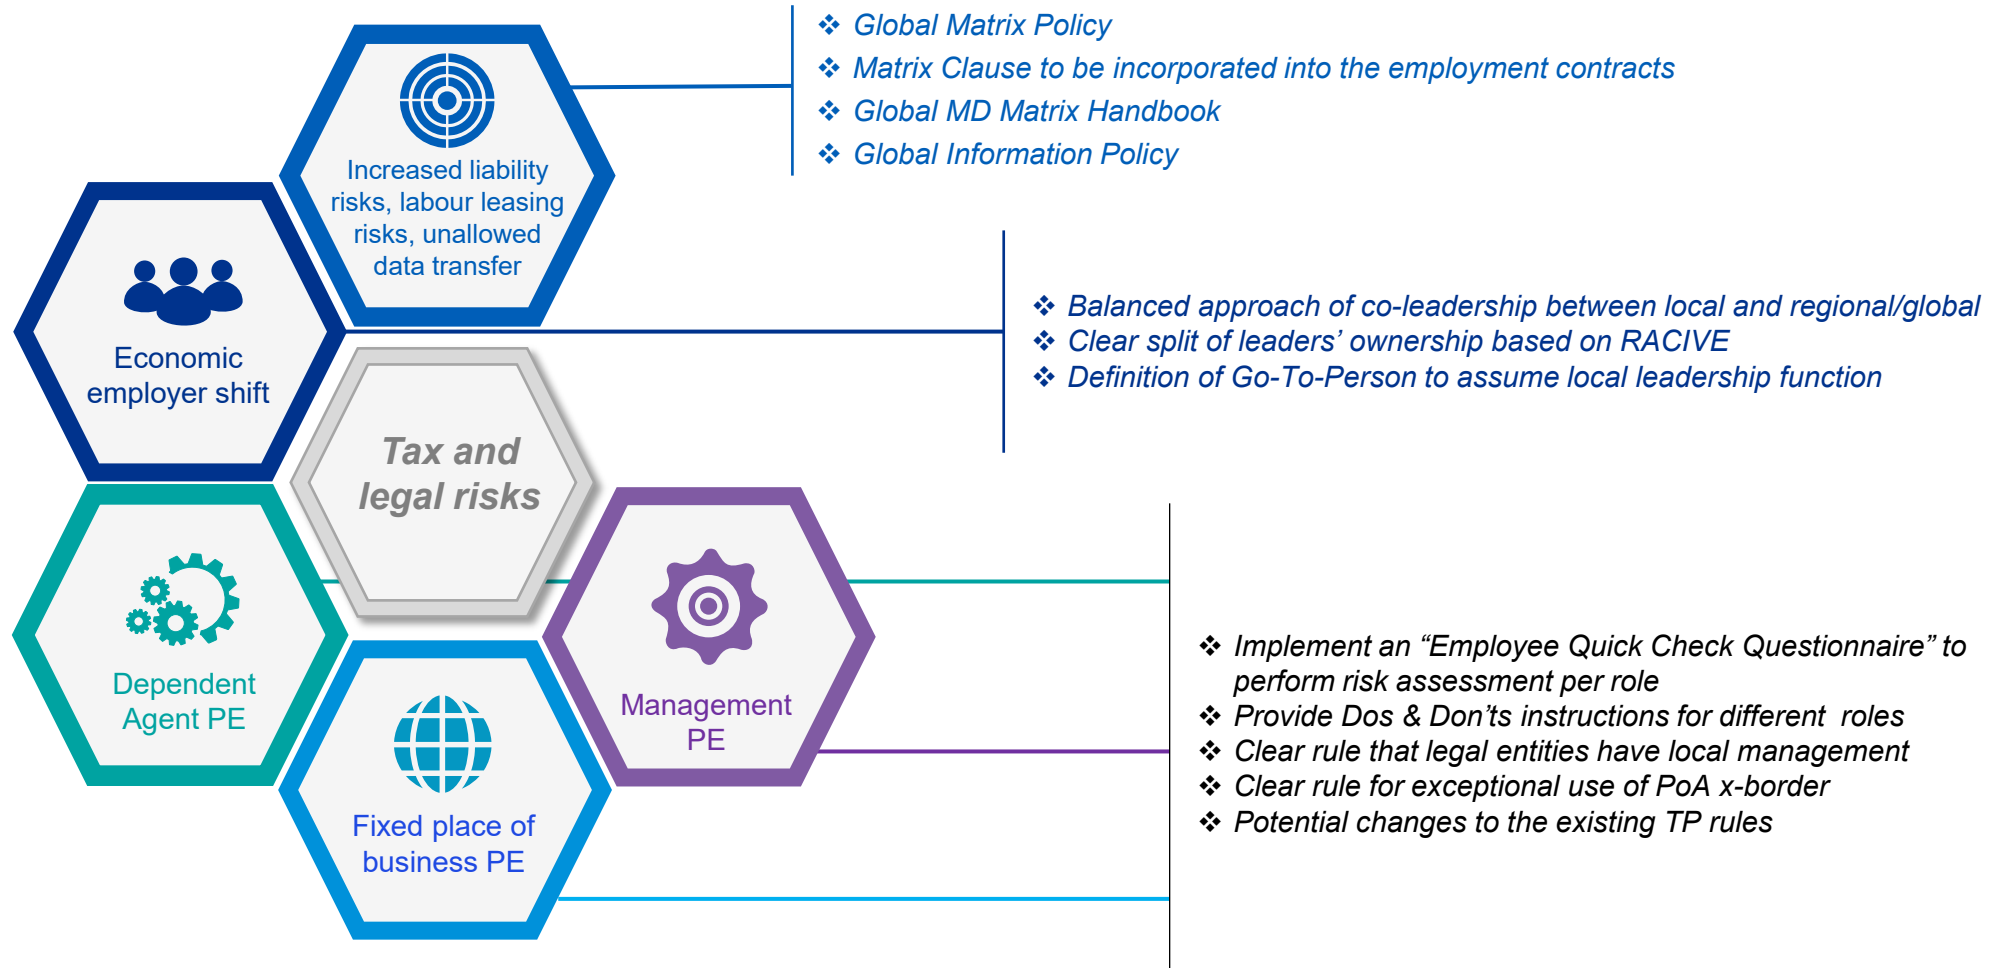 ❖ Global Matrix Policy
❖ Matrix Clause to be incorporated into the employment contracts
❖ Global MD Matrix Handbook
❖ Global Information Policy
Increased liability
risks, labour leasing
risks, unallowed
data transfer
❖ Balanced approach of co-leadership between local and regional/global
❖ Clear split of leaders’ ownership based on RACIVE
❖ Definition of Go-To-Person to assume local leadership function
Economic
employer shift
Tax and
legal risks
Dependent
Agent PE
Management
PE
Fixed place of
business PE
❖ Implement an “Employee Quick Check Questionnaire” to
perform risk assessment per role
❖ Provide Dos & Don’ts instructions for different  roles
❖ Clear rule that legal entities have local management
❖ Clear rule for exceptional use of PoA x-border
❖ Potential changes to the existing TP rules